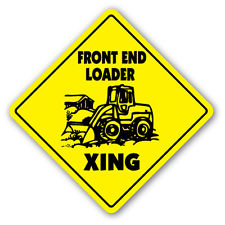 FRONT END
LOADER
XING